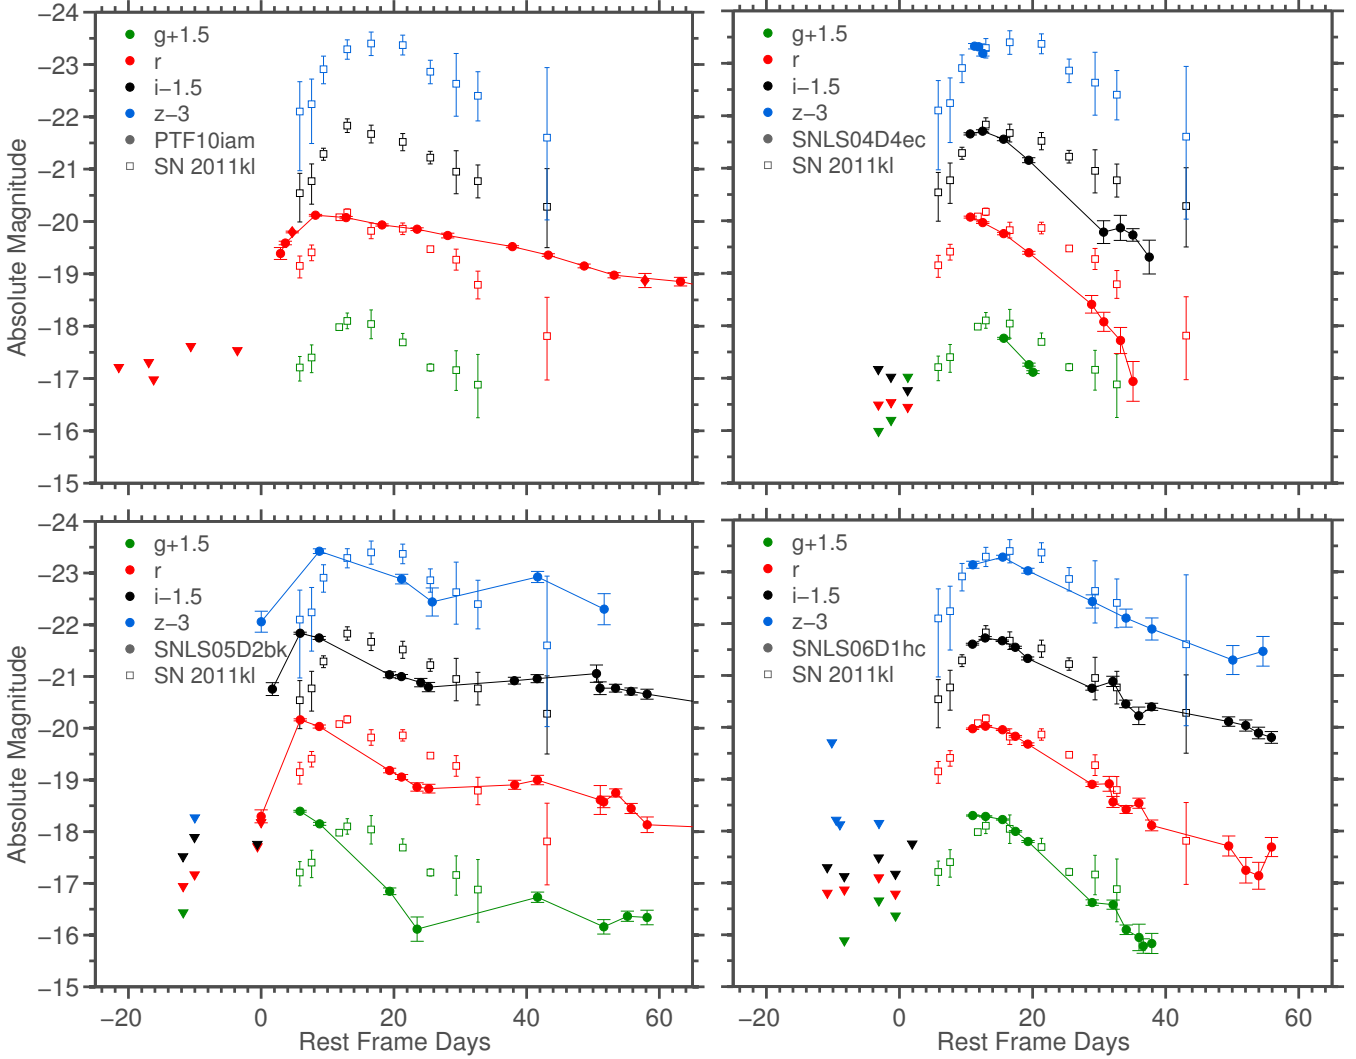 −24
−23
−22
−21
−20
−19
−18
−17
−16
−15
Absolute Magnitude
g+1.5
r
i−1.5
z−3
PTF10iam
SN 2011kl
g+1.5
r
i−1.5
z−3
SNLS04D4ec
SN 2011kl
−24
−23
−22
−21
−20
−19
−18
−17
−16
−15
Absolute Magnitude
g+1.5
r
i−1.5
z−3
SNLS05D2bk
SN 2011kl
−20 0 20 40 60
Rest Frame Days
g+1.5
r
i−1.5
z−3
SNLS06D1hc
SN 2011kl
−20 0 20 40 60
Rest Frame Days